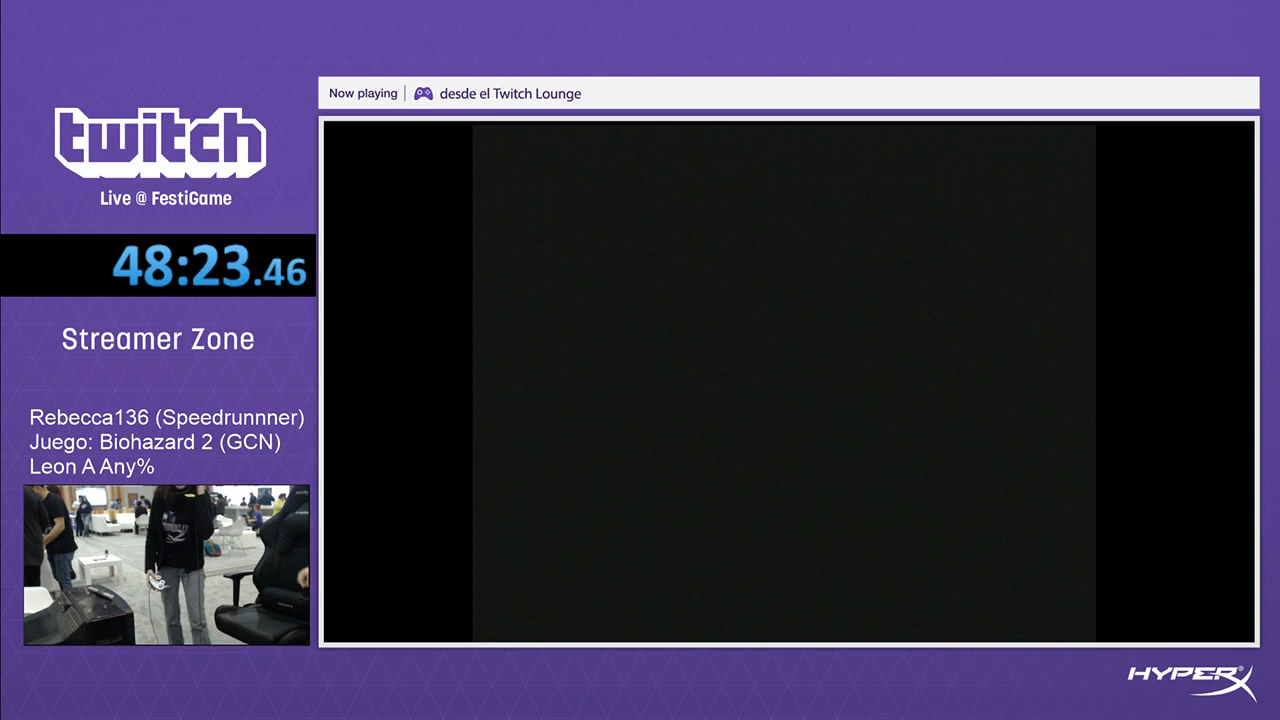 Now playing | desde el Twitch Lounge
twitch
Live @ FestiGame
48:23.46
Streamer Zone
Rebecca136 (Speedrunnner)
Juego: Biohazard 2 (GCN)
Leon A Any%
HYPERX